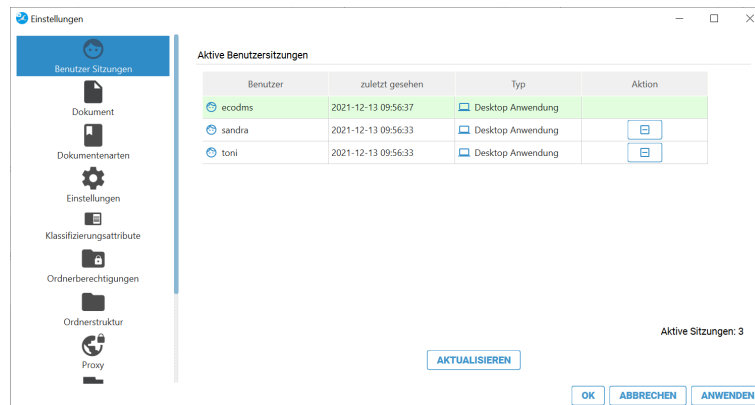 Einstellungen
Benutzer Sitzungen
Dokument
Dokumentenarten
Einstellungen
Klassifizierungsattribute
Ordnerberechtigungen
Ordnerstruktur
Proxy
Aktive Benutzersitzungen
Benutzer zuletzt gesehen Typ Aktion
ecodms 2021-12-13 09:56:37 Desktop Anwendung
sandra 2021-12-13 09:56:33 Desktop Anwendung
toni 2021-12-13 09:56:33 Desktop Anwendung
Aktive Sitzungen: 3
AKTUALISIEREN
OK ABBRECHEN ANWENDEN